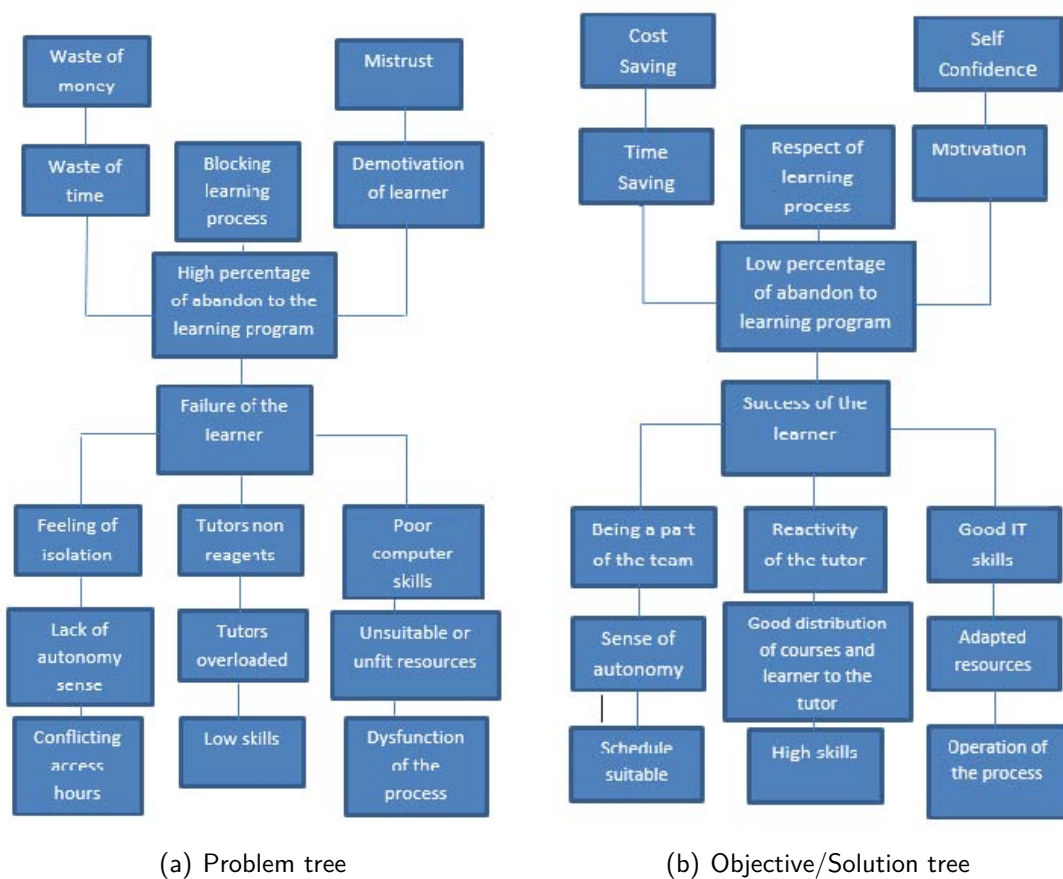 Waste of
money
Mistrust
Waste of
time
Blocking
learning
process
Demotivation
of learner
High percentage
of abandon to the
learning program
Failure of the
learner
Feeling of
isolation
Tutors non
reagents
Poor
computer
skills
Lack of
autonomy
sense
Tutors
overloaded
Unsuitable or
unfit resources
Conflicting
access
hours
Low skills
Dysfunction
of the
process
(a) Problem tree
Cost
Saving
Self
Confidence
Time
Saving
Respect of
learning
process
Motivation
Low percentage
of abandon to
learning program
Success of the
learner
Being a part
of the team
Reactivity
of the tutor
Good IT
skills
Sense of
autonomy
Good distribution
of courses and
learner to the
tutor
Adapted
resources
Schedule
suitable
High skills
Operation of
the process
(b) Objective/Solution tree